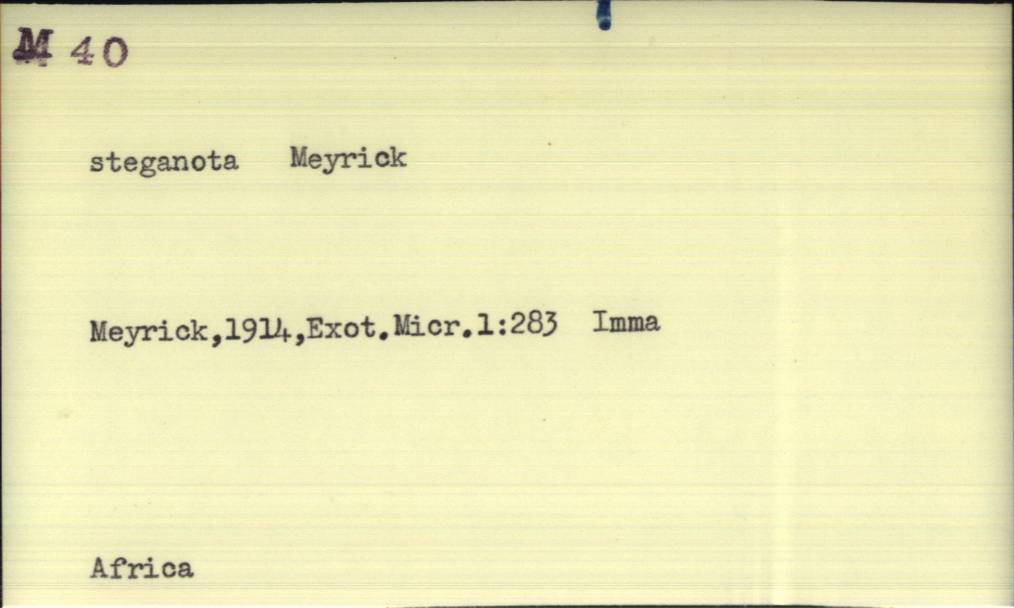 M 40
steganota Meyrick
Meyrick,1914,Exot.Micr.1:283 Imma
Africa